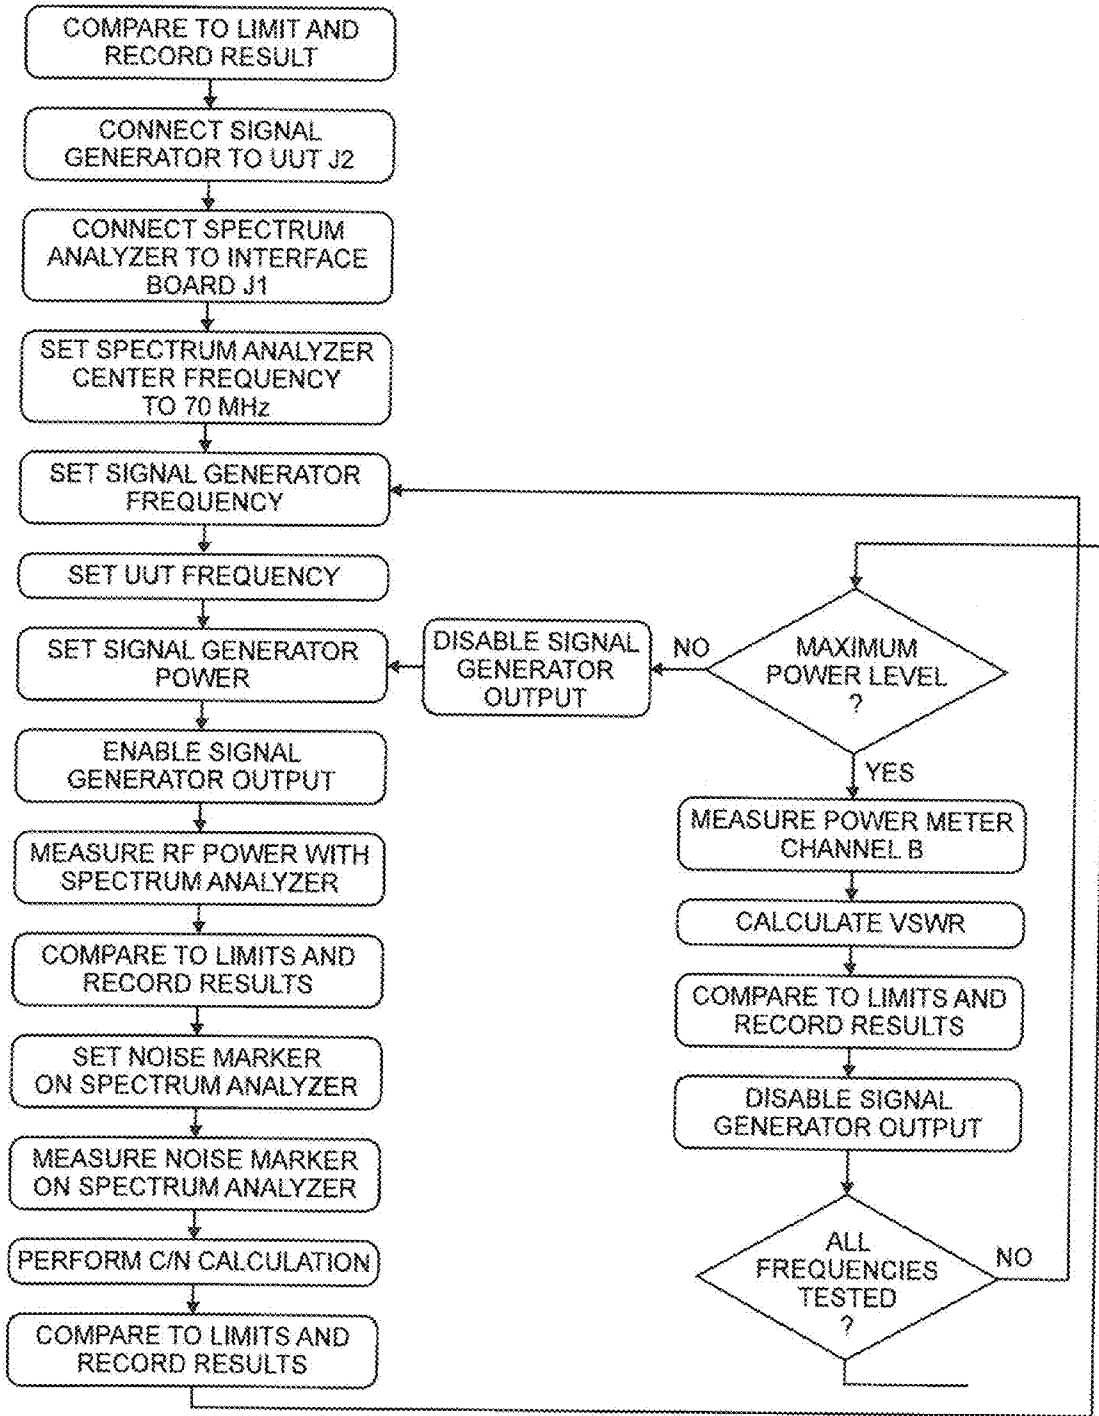 COMPARE TO LIMIT AND
RECORD RESULT
CONNECT SIGNAL
GENERATOR TO UUT J2
CONNECT SPECTRUM
ANALYZER TO INTERFACE
BOARD J1
SET SPECTRUM ANALYZER
CENTER FREQUENCY
TO 70 MHz
SET SIGNAL GENERATOR
FREQUENCY
SET UUT FREQUENCY
SET SIGNAL GENERATOR
POWER
ENABLE SIGNAL
GENERATOR OUTPUT
MEASURE RF POWER WITH
SPECTRUM ANALYZER
COMPARE TO LIMITS AND
RECORD RESULTS
SET NOISE MARKER
ON SPECTRUM ANALYZER
MEASURE NOISE MARKER
ON SPECTRUM ANALYZER
PERFORM C/N CALCULATION
COMPARE TO LIMITS AND
RECORD RESULTS
DISABLE SIGNAL
GENERATOR
OUTPUT
NO
MAXIMUM
POWER LEVEL
?
YES
MEASURE POWER METER
CHANNEL B
CALCULATE VSWR
COMPARE TO LIMITS AND
RECORD RESULTS
DISABLE SIGNAL
GENERATOR OUTPUT
ALL
FREQUENCIES
TESTED
?
NO